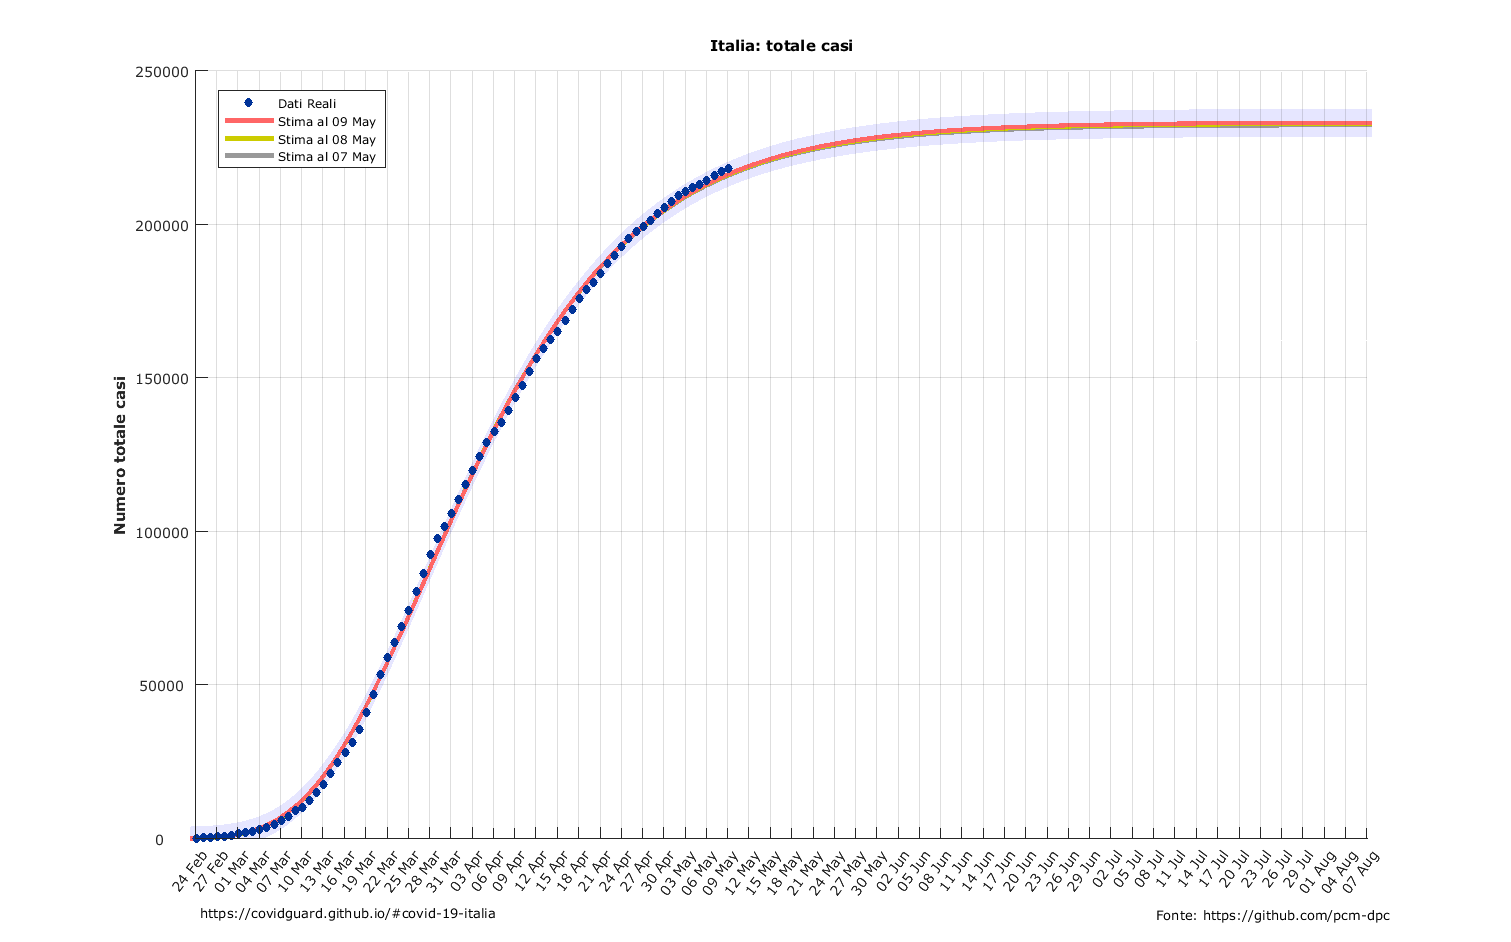 Italia: totale casi
250000
200000
150000
100000
50000
0
Numero totale casi
Dati Reali
Stima al 09 May
Stima al 08 May
Stima al 07 May
24 Feb
27 Feb
01 Mar
04 Mar
07 Mar
10 Mar
13 Mar
16 Mar
19 Mar
22 Mar
25 Mar
28 Mar
31 Mar
03 Apr
06 Apr
09 Apr
12 Apr
15 Apr
18 Apr
21 Apr
24 Apr
27 Apr
30 Apr
03 May
06 May
09 May
12 May
15 May
18 May
21 May
24 May
27 May
30 May
02 Jun
05 Jun
08 Jun
11 Jun
14 Jun
17 Jun
20 Jun
23 Jun
26 Jun
29 Jun
02 Jul
05 Jul
08 Jul
11 Jul
14 Jul
17 Jul
20 Jul
23 Jul
26 Jul
29 Jul
01 Aug
04 Aug
07 Aug
https://covidguard.github.io/#covid-19-italia
Fonte: https://github.com/pcm-dpc